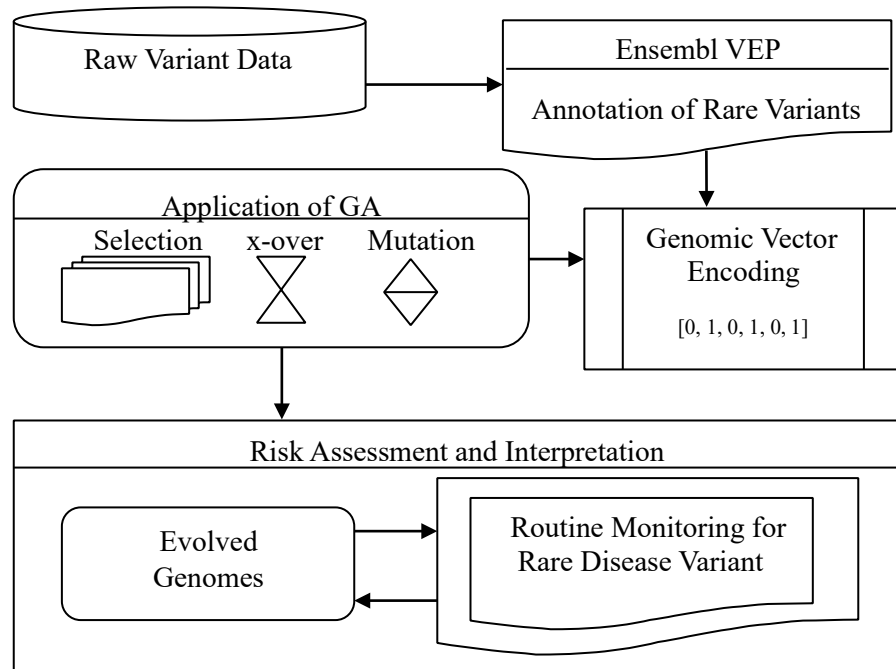 Raw Variant Data
Ensembl VEP
Annotation of Rare Variants
Application of GA
Selection
x-over
Mutation
Genomic Vector
Encoding
[0, 1, 0, 1, 0, 1]
Risk Assessment and Interpretation
Evolved
Genomes
Routine Monitoring for
Rare Disease Variant